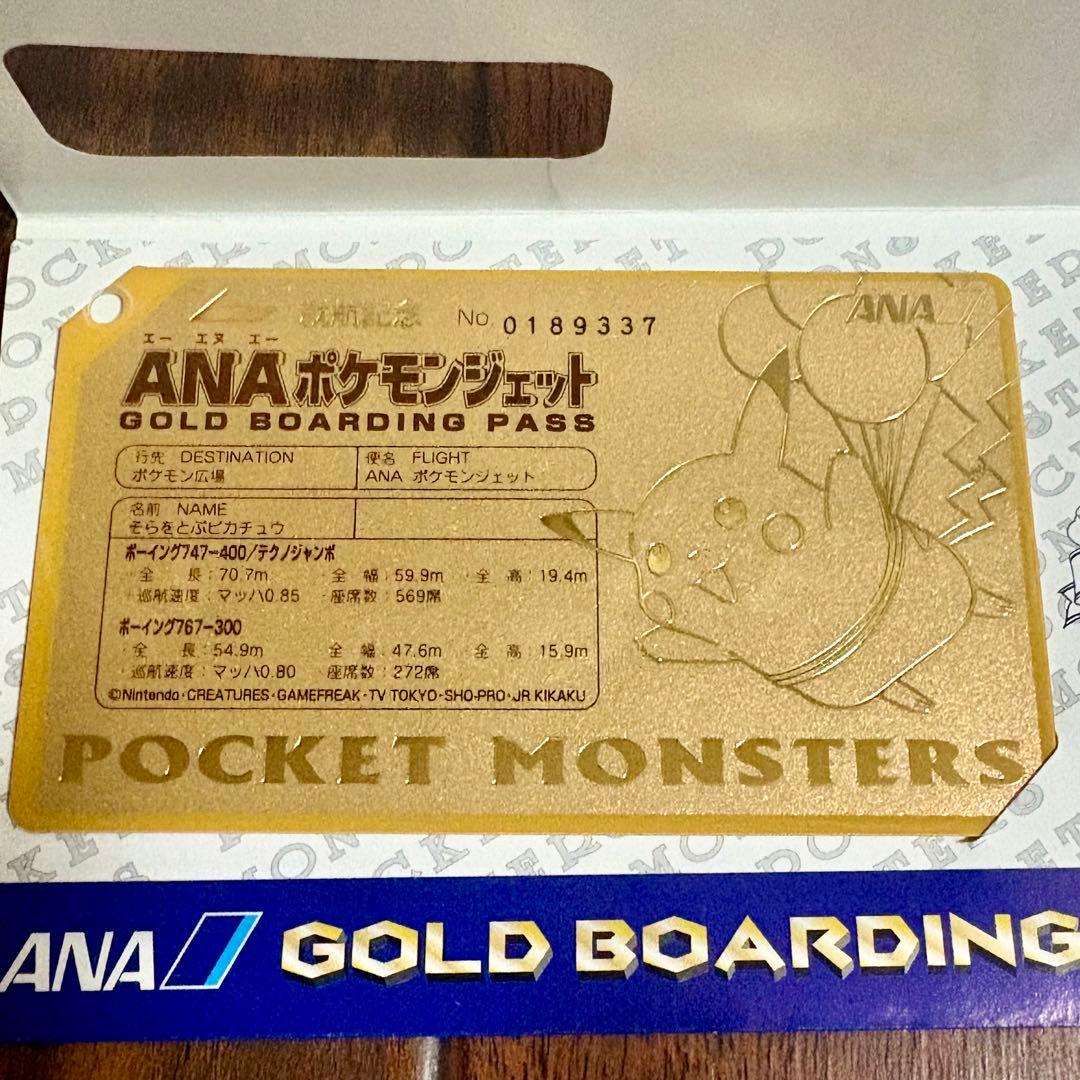 就航記念 No. 0189337
ANA
エー エヌ エー
ANAポケモンジェット
GOLD BOARDING PASS
行先 DESTINATION
ポケモン広場
便名 FLIGHT
ANA ポケモンジェット
名前 NAME
そらをとぶピカチュウ
ボーイング747-400/テクノジャンボ
・全 長:70.7m ・全 幅:59.9m ・全 高:19.4m
・巡航速度:マッハ0.85 ・座席数:569席
ボーイング767-300
・全 長:54.9m ・全 幅:47.6m ・全 高:15.9m
・巡航速度:マッハ0.80 ・座席数:272席
©Nintendo・CREATURES・GAMEFREAK・TV TOKYO・SHO-PRO・JR KIKAKU
POCKET MONSTERS
ANA GOLD BOARDING